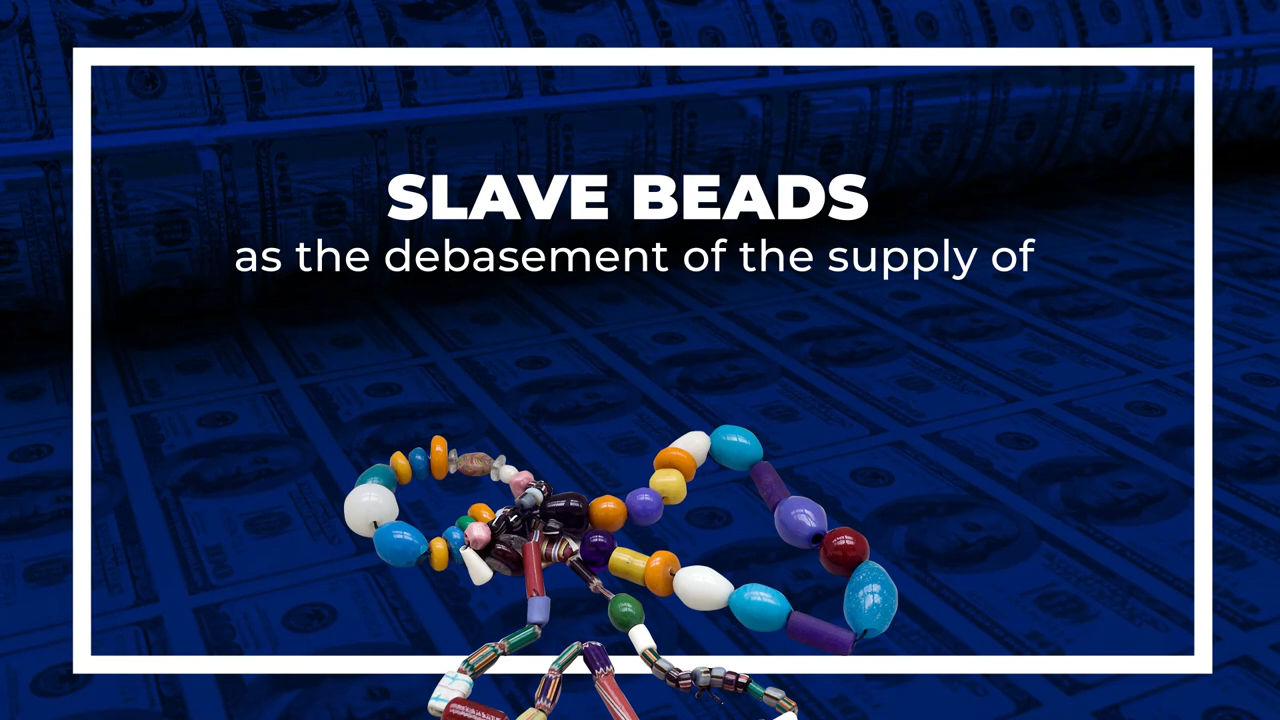 SLAVE BEADS
as the debasement of the supply of